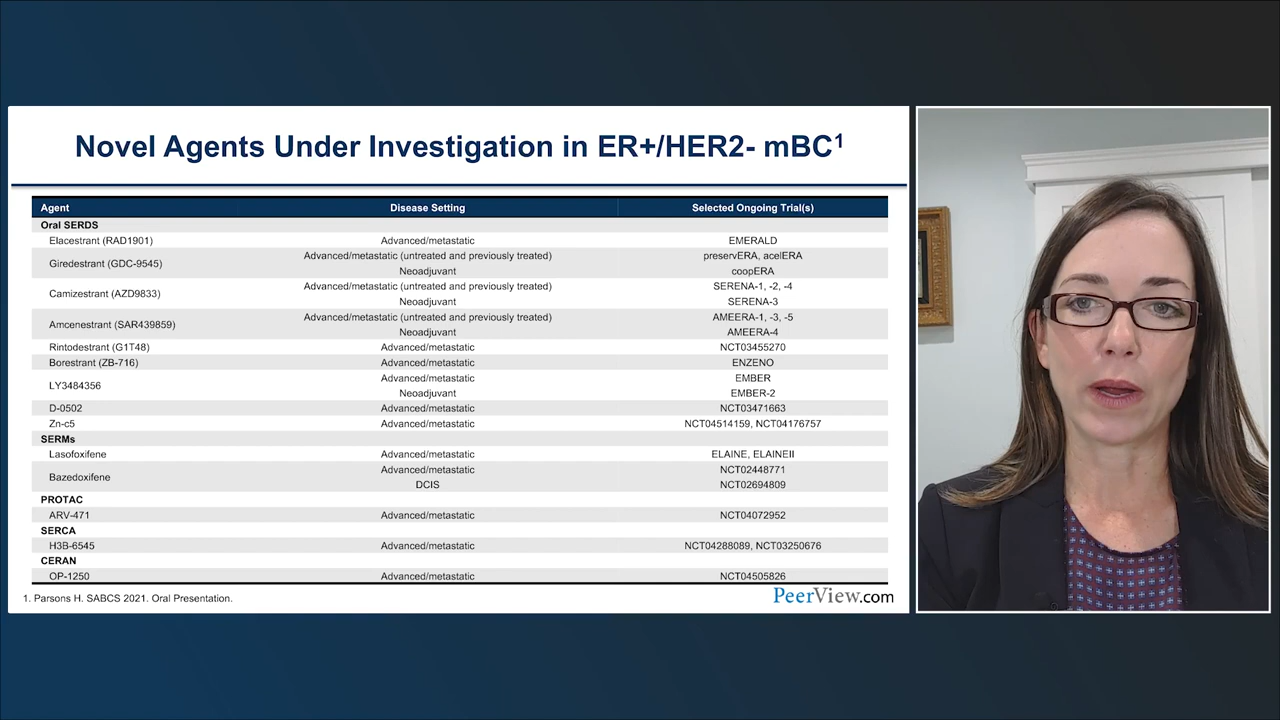 Novel Agents Under Investigation in ER+/HER2- mBC1
Agent Disease Setting Selected Ongoing Trial(s)
Oral SERDS
Elacestrant (RAD1901) Advanced/metastatic EMERALD
Giredestrant (GDC-9545) Advanced/metastatic (untreated and previously treated) preservERA, acelERA
Neoadjuvant coopERA
Camizestrant (AZD9833) Advanced/metastatic (untreated and previously treated) SERENA-1, -2, -4
Neoadjuvant SERENA-3
Amcenestrant (SAR439859) Advanced/metastatic (untreated and previously treated) AMEERA-1, -3, -5
Neoadjuvant AMEERA-4
Rintodestrant (G1T48) Advanced/metastatic NCT03455270
Borestrant (ZB-716) Advanced/metastatic ENZENO
LY3484356 Advanced/metastatic EMBER
Neoadjuvant EMBER-2
D-0502 Advanced/metastatic NCT03471663
Zn-c5 Advanced/metastatic NCT04514159, NCT04176757
SERMs
Lasofoxifene Advanced/metastatic ELAINE, ELAINEII
Bazedoxifene Advanced/metastatic NCT02448771
DCIS NCT02694809
PROTAC
ARV-471 Advanced/metastatic NCT04072952
SERCA
H3B-6545 Advanced/metastatic NCT04288089, NCT03250676
CERAN
OP-1250 Advanced/metastatic NCT04505826
1. Parsons H. SABCS 2021. Oral Presentation.
PeerView.com